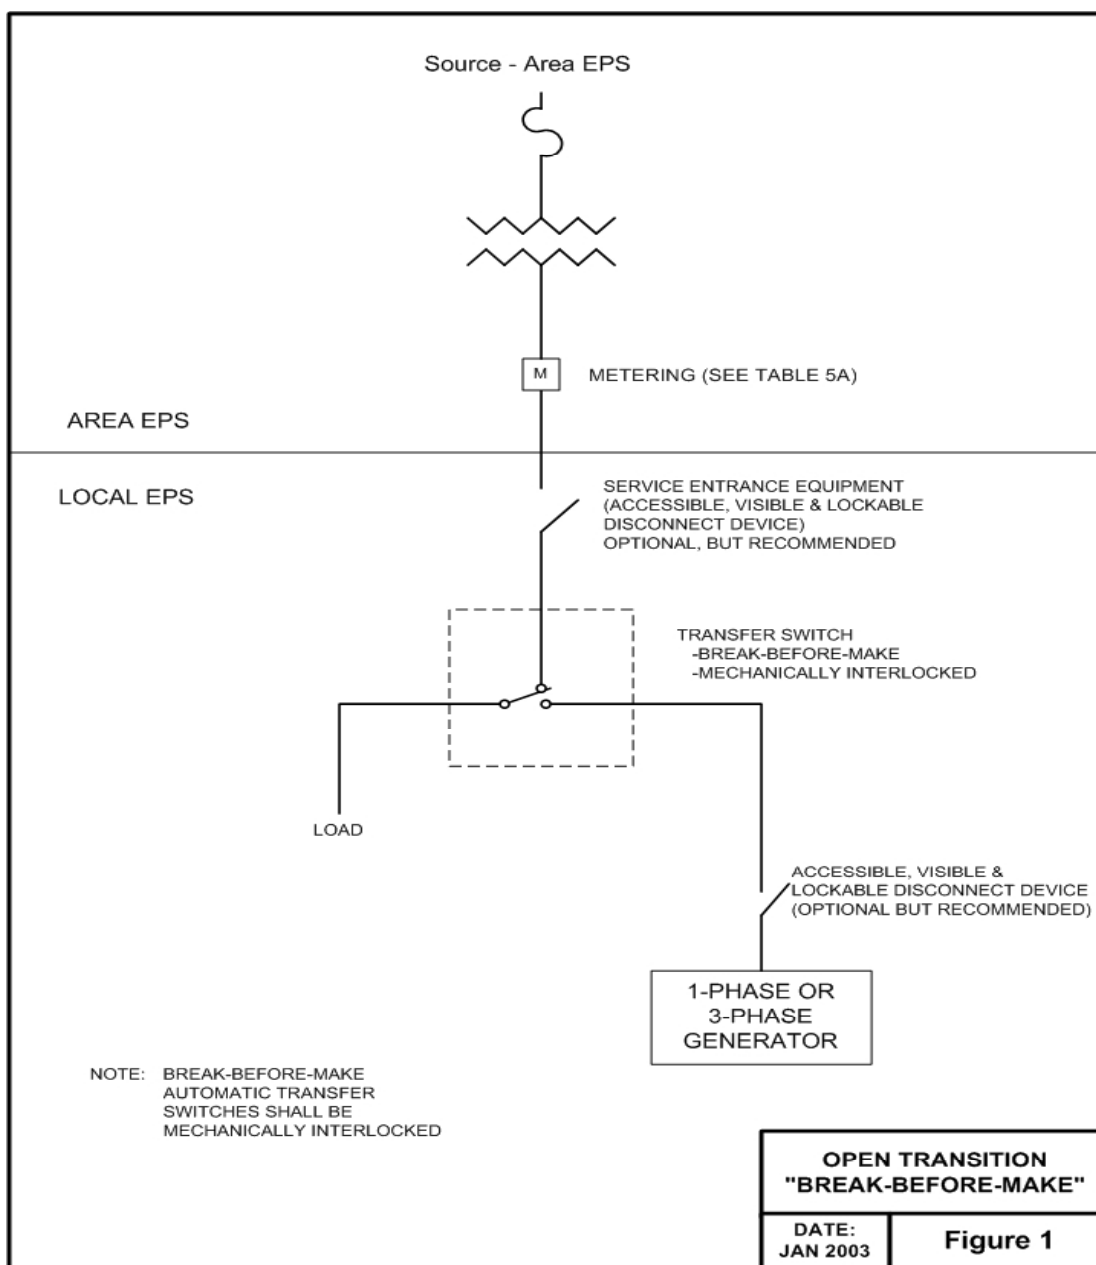 Source - Area EPS
M
METERING (SEE TABLE 5A)
AREA EPS
LOCAL EPS
SERVICE ENTRANCE EQUIPMENT
(ACCESSIBLE, VISIBLE & LOCKABLE
DISCONNECT DEVICE)
OPTIONAL, BUT RECOMMENDED
TRANSFER SWITCH
-BREAK-BEFORE-MAKE
-MECHANICALLY INTERLOCKED
LOAD
ACCESSIBLE, VISIBLE &
LOCKABLE DISCONNECT DEVICE
(OPTIONAL BUT RECOMMENDED)
1-PHASE OR
3-PHASE
GENERATOR
NOTE: BREAK-BEFORE-MAKE
AUTOMATIC TRANSFER
SWITCHES SHALL BE
MECHANICALLY INTERLOCKED
OPEN TRANSITION
"BREAK-BEFORE-MAKE"
DATE:
JAN 2003
Figure 1